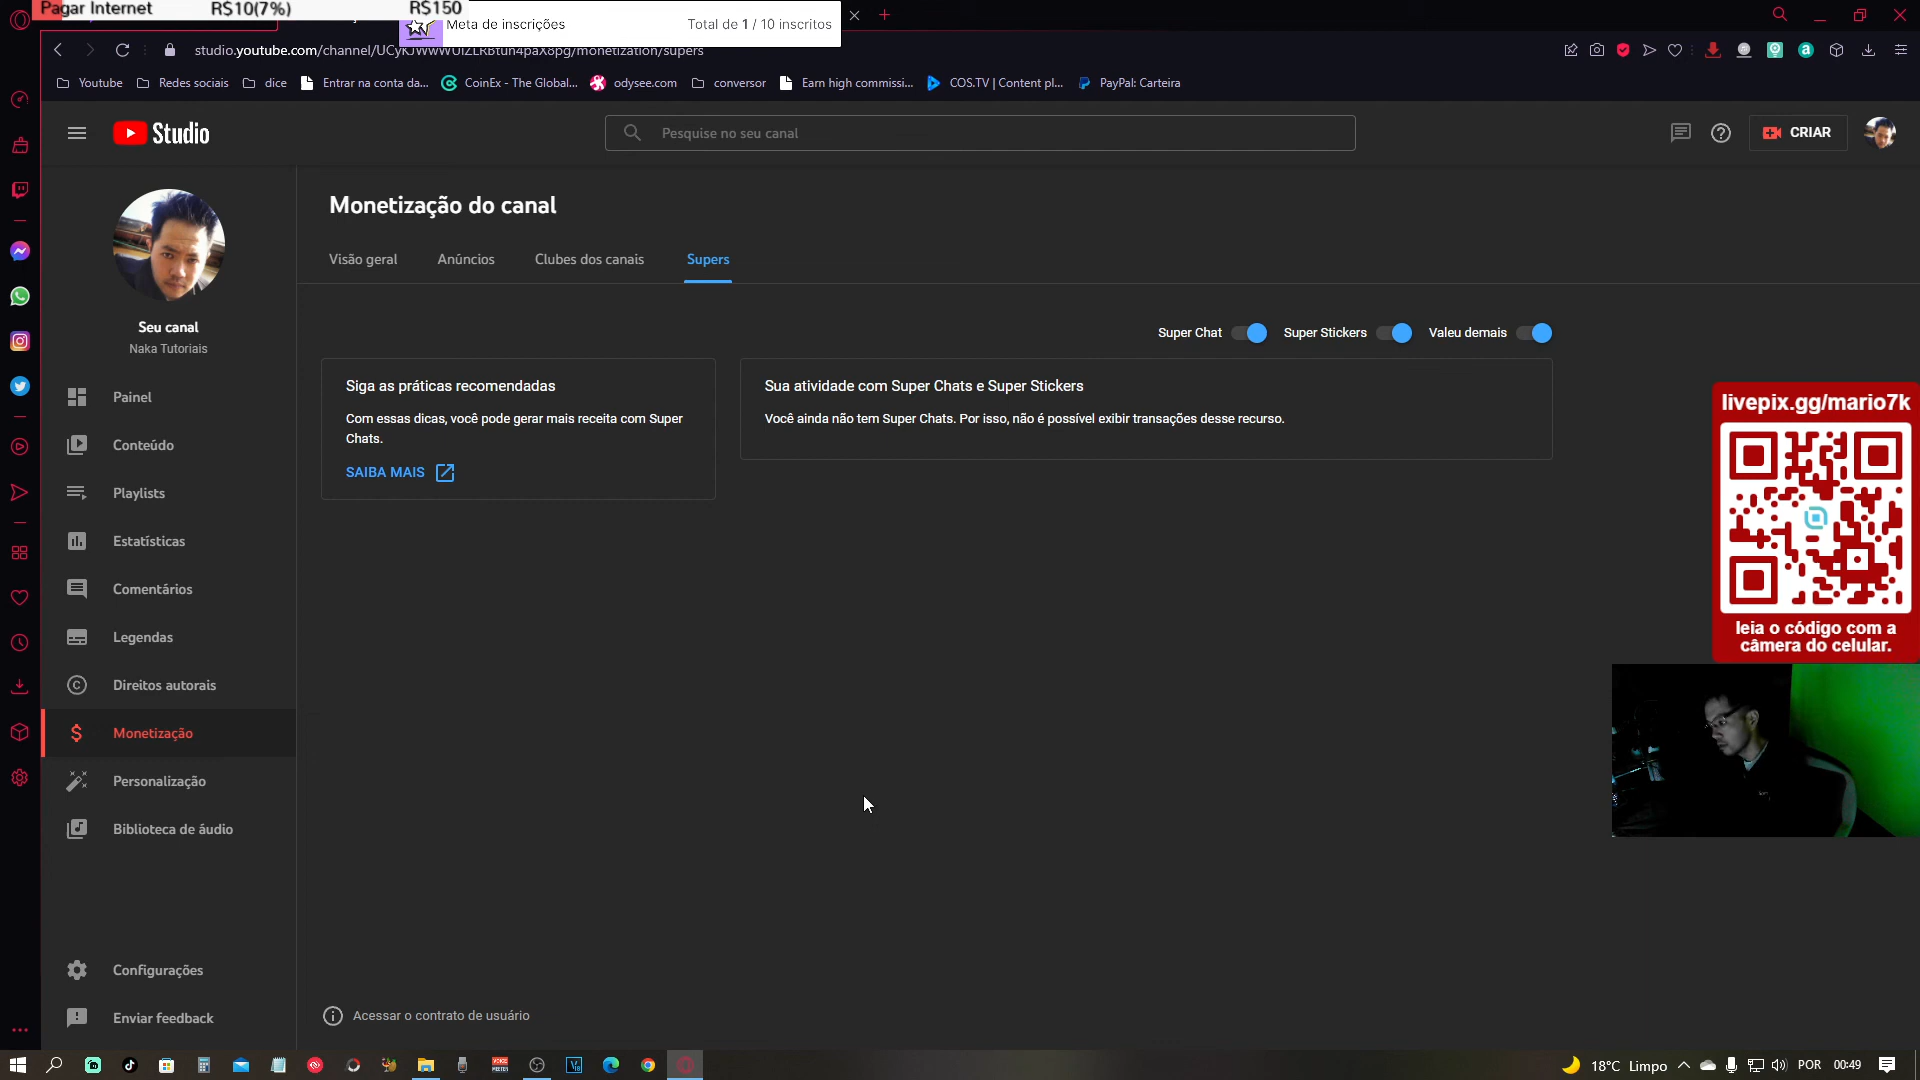 Pagar Internet R$10(7%) R$150
Meta de inscrições Total de 1 / 10 inscritos
Youtube Redes sociais dice Entrar na conta da... CoinEx - The Global... odysee.com conversor Earn high commissi... COS.TV | Content pl... PayPal: Carteira
Studio
Pesquise no seu canal
CRIAR
Monetização do canal
Visão geral Anúncios Clubes dos canais Supers
Seu canal
Naka Tutoriais
Painel
Conteúdo
Playlists
Estatísticas
Comentários
Legendas
Direitos autorais
Monetização
Personalização
Biblioteca de áudio
Configurações
Enviar feedback
Super Chat Super Stickers Valeu demais
Siga as práticas recomendadas
Com essas dicas, você pode gerar mais receita com Super
Chats.
SAIBA MAIS
Sua atividade com Super Chats e Super Stickers
Você ainda não tem Super Chats. Por isso, não é possível exibir transações desse recurso.
livepix.gg/mario7k
leia o código com a
câmera do celular.
Acessar o contrato de usuário
18°C Limpo POR 00:49